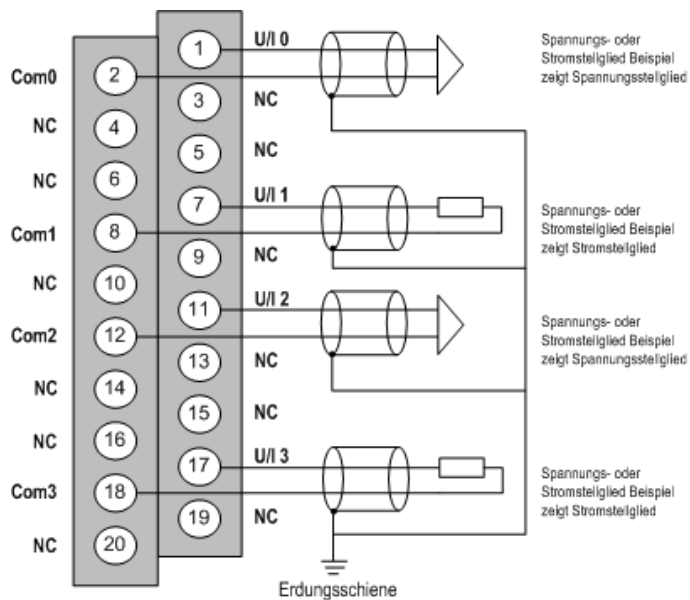 1
U/I 0
Spannungs- oder
Stromstellglied Beispiel
zeigt Spannungsstellglied
Com0
2
3
NC
NC
4
5
NC
NC
6
7
U/I 1
Spannungs- oder
Stromstellglied Beispiel
zeigt Stromstellglied
Com1
8
9
NC
NC
10
11
U/I 2
Spannungs- oder
Stromstellglied Beispiel
zeigt Spannungsstellglied
Com2
12
13
NC
NC
14
15
NC
NC
16
17
U/I 3
Spannungs- oder
Stromstellglied Beispiel
zeigt Stromstellglied
Com3
18
19
NC
NC
20
Erdungsschiene